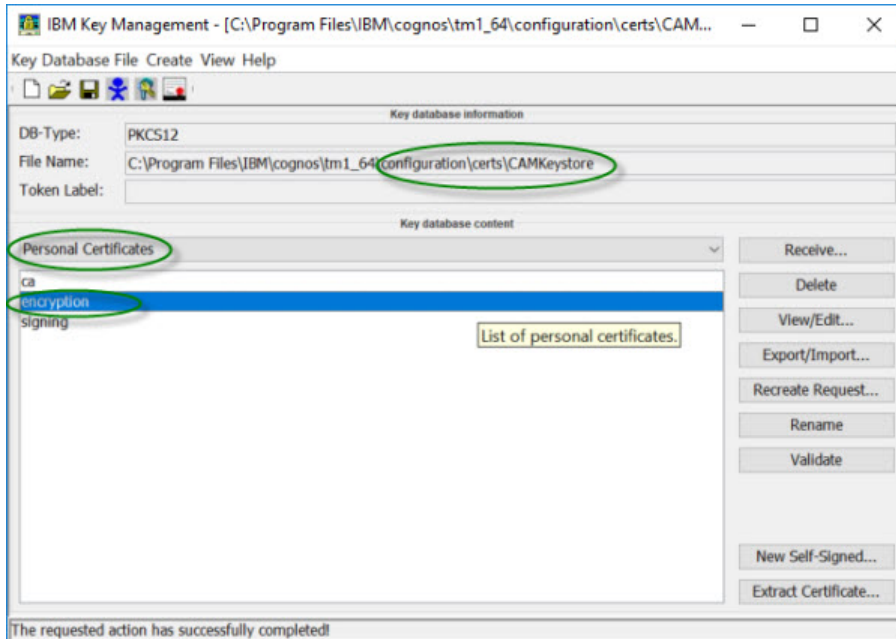 IBM Key Management - [C:\Program Files\IBM\cognos\tm1_64\configuration\certs\CAM...
Key Database File Create View Help
Key database information
DB-Type: PKCS12
File Name: C:\Program Files\IBM\cognos\tm1_64\configuration\certs\CAMKeystore
Token Label:
Key database content
Personal Certificates
Receive...
ca
Delete
encryption
signing
View/Edit...
List of personal certificates.
Export/Import...
Recreate Request...
Rename
Validate
New Self-Signed...
Extract Certificate...
The requested action has successfully completed!